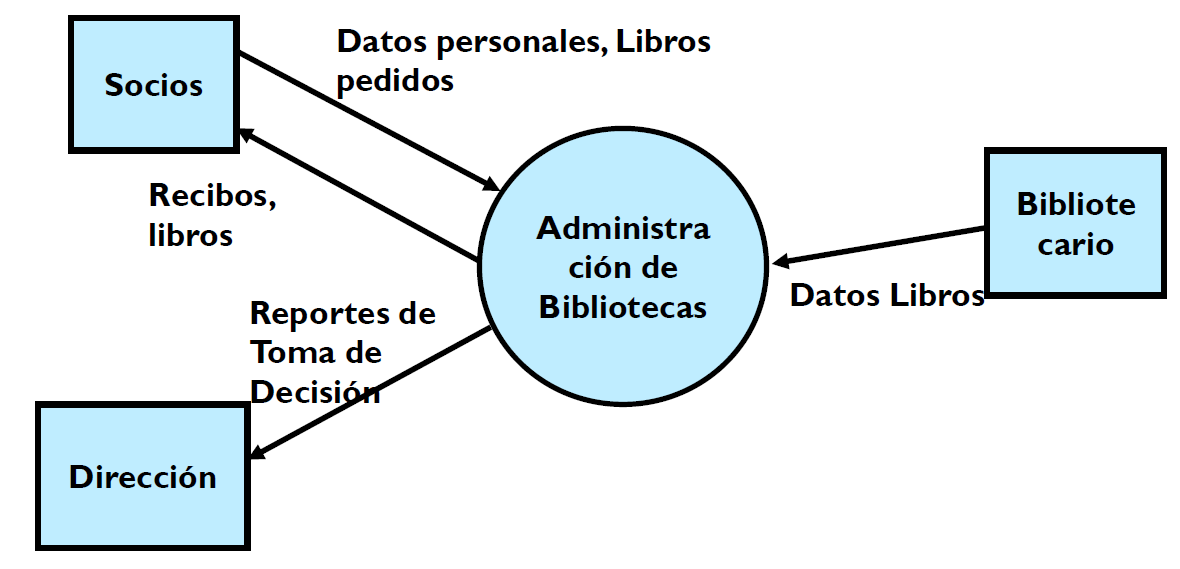 Socios
Datos personales, Libros
pedidos
Recibos,
libros
Administra
ción de
Bibliotecas
Bibliote
cario
Datos Libros
Reportes de
Toma de
Decisión
Dirección